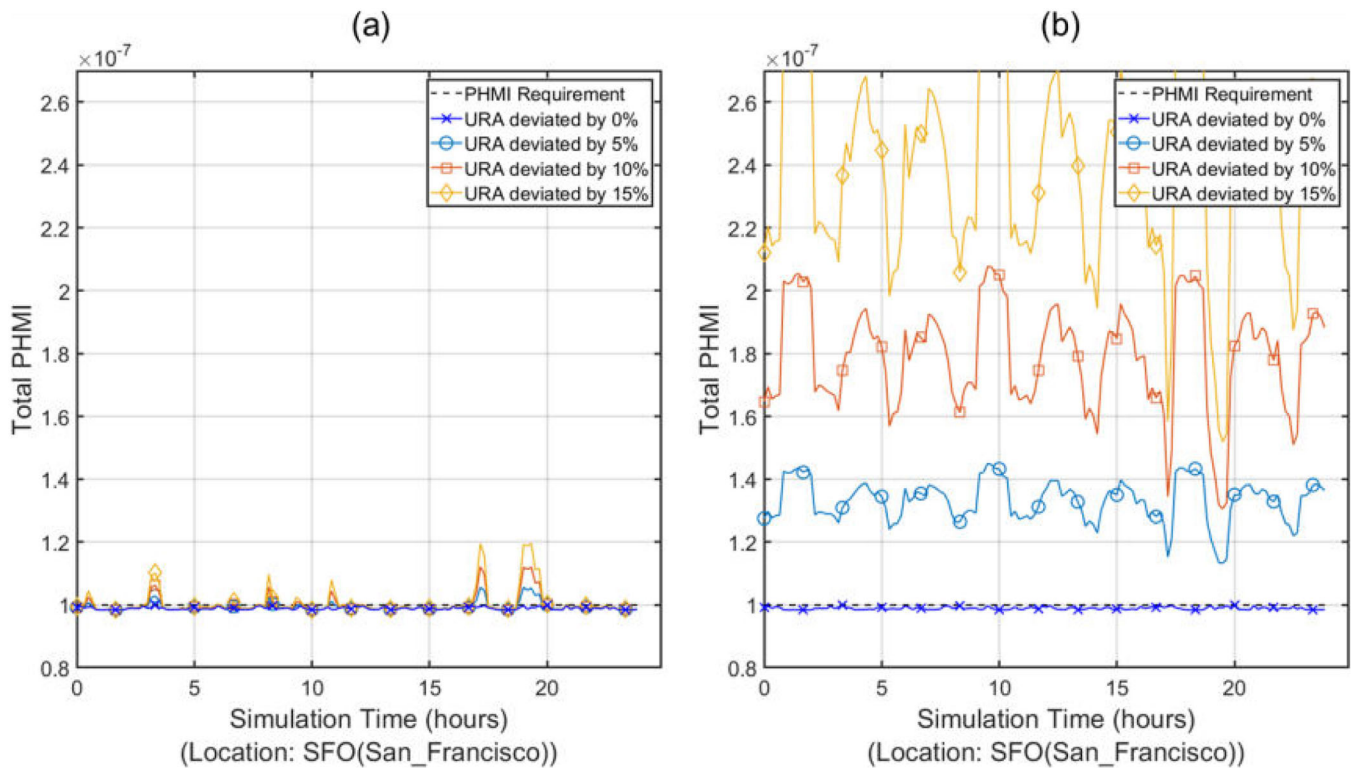 (a)
×10⁻⁷
2.6
2.4
2.2
2
1.8
1.6
1.4
1.2
1
0.8
0
5
10
15
20
Total PHMI
Simulation Time (hours)
(Location: SFO(San_Francisco))
PHMI Requirement
URA deviated by 0%
URA deviated by 5%
URA deviated by 10%
URA deviated by 15%
(b)
×10⁻⁷
2.6
2.4
2.2
2
1.8
1.6
1.4
1.2
1
0.8
0
5
10
15
20
Total PHMI
Simulation Time (hours)
(Location: SFO(San_Francisco))
PHMI Requirement
URA deviated by 0%
URA deviated by 5%
URA deviated by 10%
URA deviated by 15%